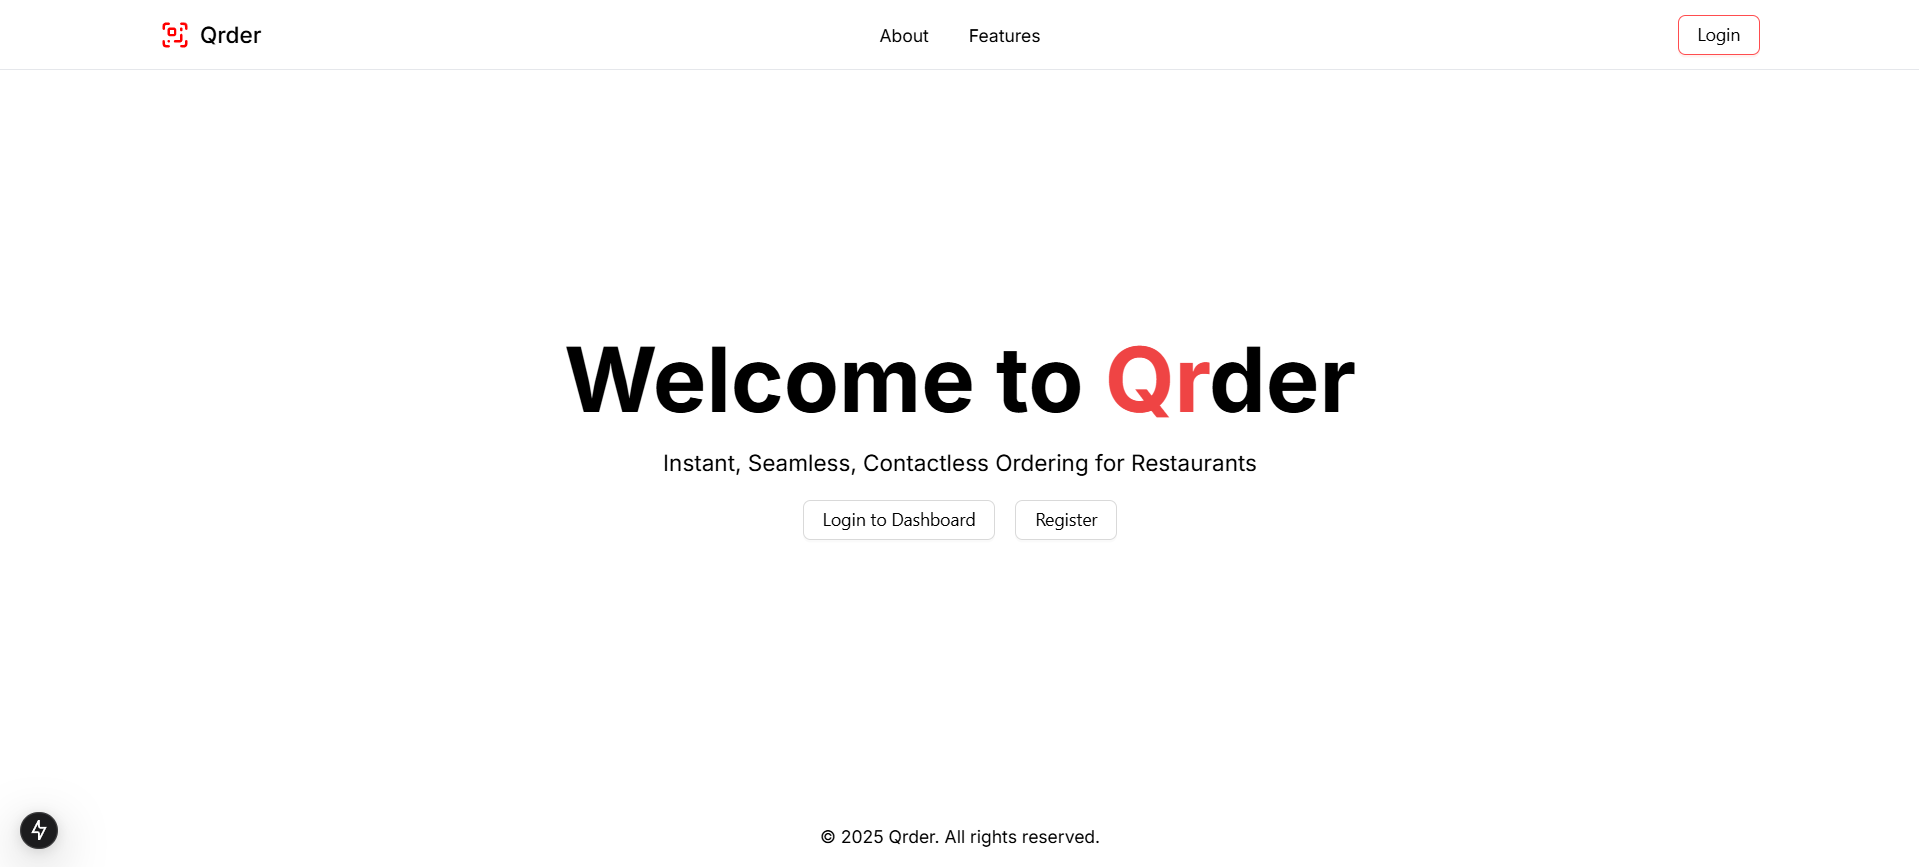 Qrder
About
Features
Login
Welcome to Qrder
Instant, Seamless, Contactless Ordering for Restaurants
Login to Dashboard
Register
© 2025 Qrder. All rights reserved.